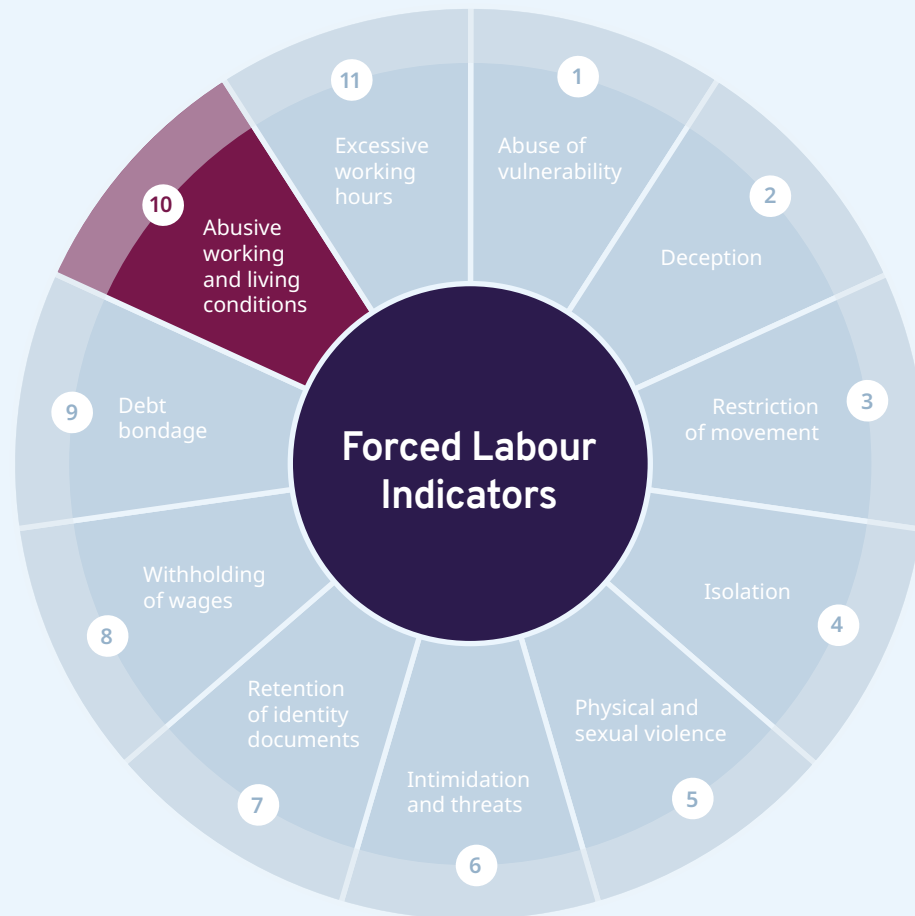 Forced Labour
Indicators
1
Abuse of
vulnerability
2
Deception
3
Restriction
of movement
4
Isolation
5
Physical and
sexual violence
6
Intimidation
and threats
7
Retention
of identity
documents
8
Withholding
of wages
9
Debt
bondage
10
Abusive
working
and living
conditions
11
Excessive
working
hours